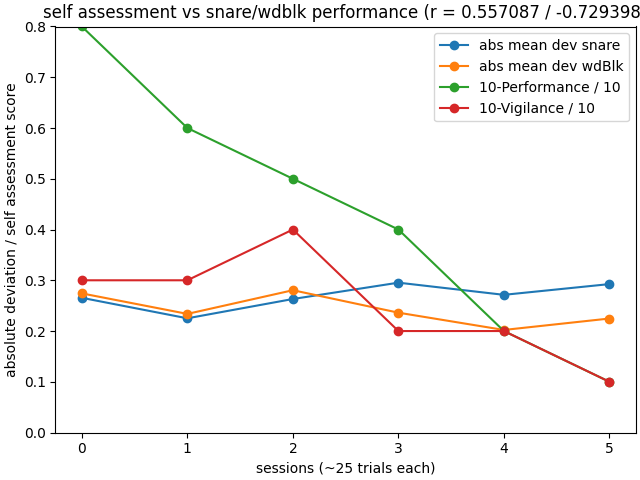 self assessment vs snare/wdblk performance (r = 0.557087 / -0.729398
abs mean dev snare
abs mean dev wdBlk
10-Performance / 10
10-Vigilance / 10
absolute deviation / self assessment score
0.8
0.7
0.6
0.5
0.4
0.3
0.2
0.1
0.0
0 1 2 3 4 5
sessions (~25 trials each)